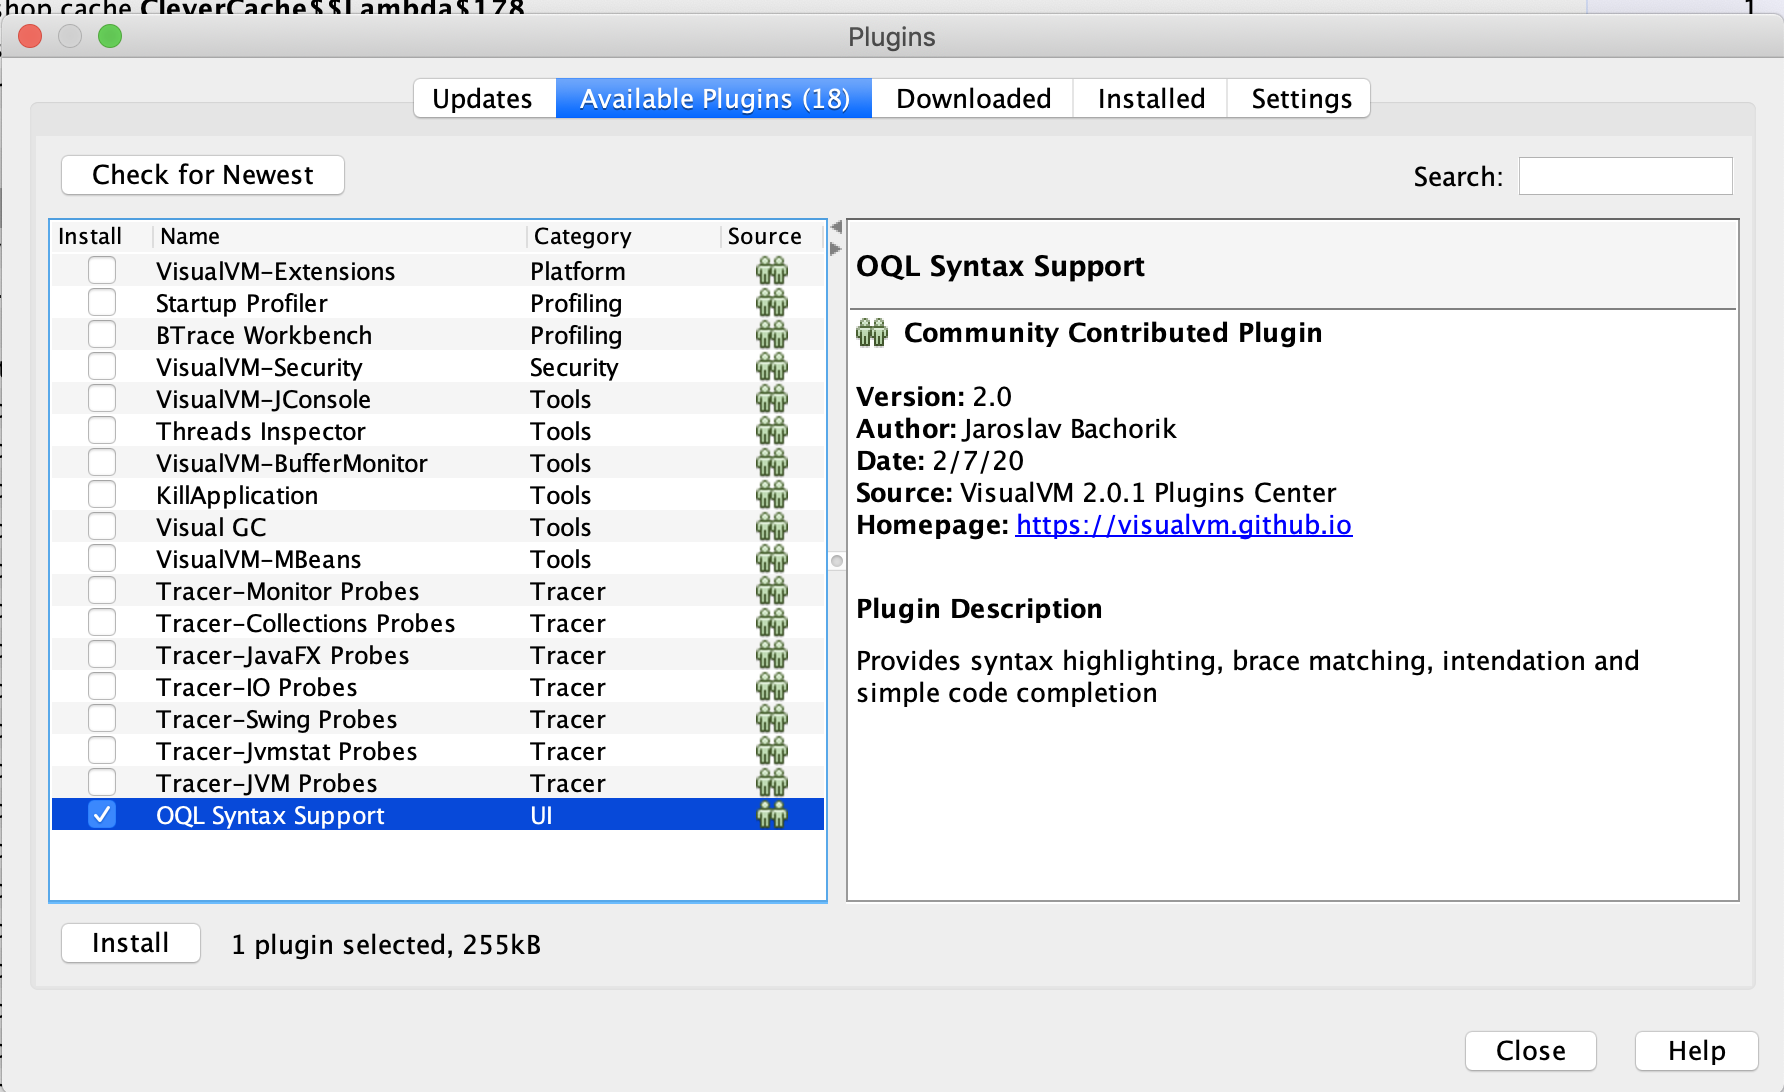 shop.cache.CleverCache$$Lambda$178 1
Plugins
Updates Available Plugins (18) Downloaded Installed Settings
Check for Newest Search:
Install Name Category Source
VisualVM-Extensions Platform
Startup Profiler Profiling
BTrace Workbench Profiling
VisualVM-Security Security
VisualVM-JConsole Tools
Threads Inspector Tools
VisualVM-BufferMonitor Tools
KillApplication Tools
Visual GC Tools
VisualVM-MBeans Tools
Tracer-Monitor Probes Tracer
Tracer-Collections Probes Tracer
Tracer-JavaFX Probes Tracer
Tracer-IO Probes Tracer
Tracer-Swing Probes Tracer
Tracer-Jvmstat Probes Tracer
Tracer-JVM Probes Tracer
OQL Syntax Support UI
OQL Syntax Support
Community Contributed Plugin
Version: 2.0
Author: Jaroslav Bachorik
Date: 2/7/20
Source: VisualVM 2.0.1 Plugins Center
Homepage: https://visualvm.github.io
Plugin Description
Provides syntax highlighting, brace matching, intendation and
simple code completion
Install 1 plugin selected, 255kB
Close Help